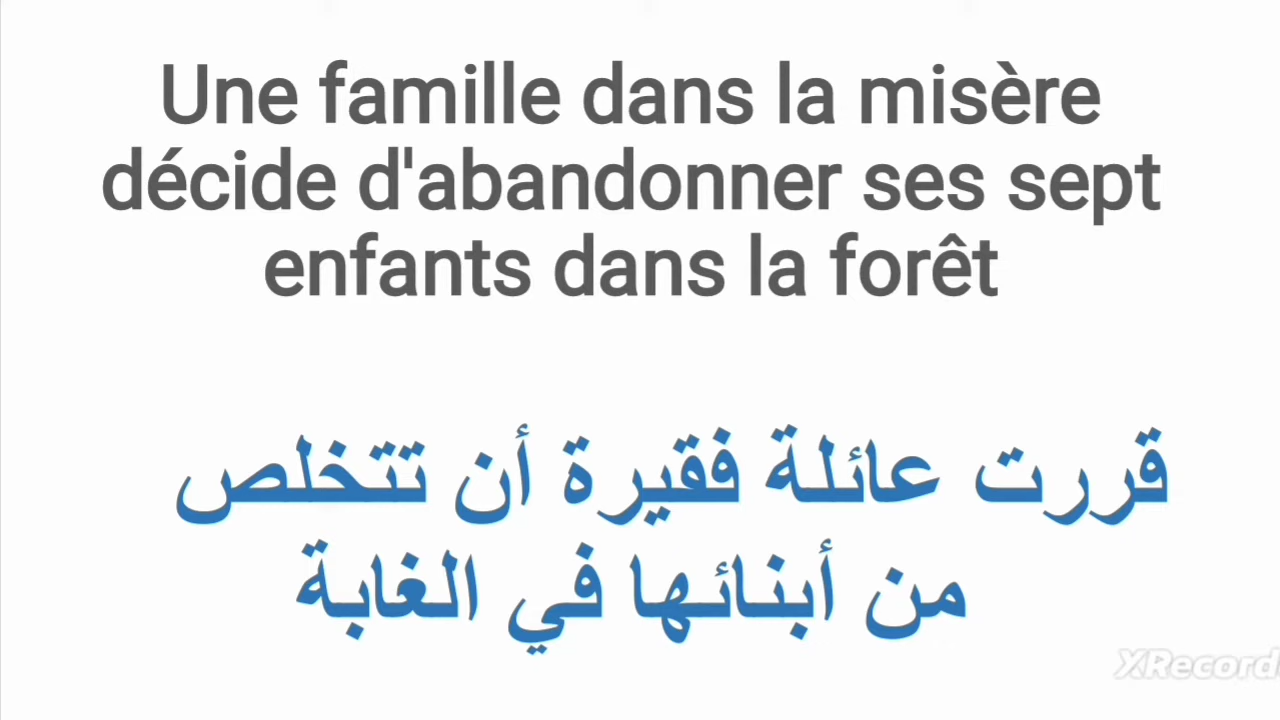 Une famille dans la misère
décide d'abandonner ses sept
enfants dans la forêt
قررت عائلة فقيرة أن تتخلص
من أبنائها في الغابة
XRecord